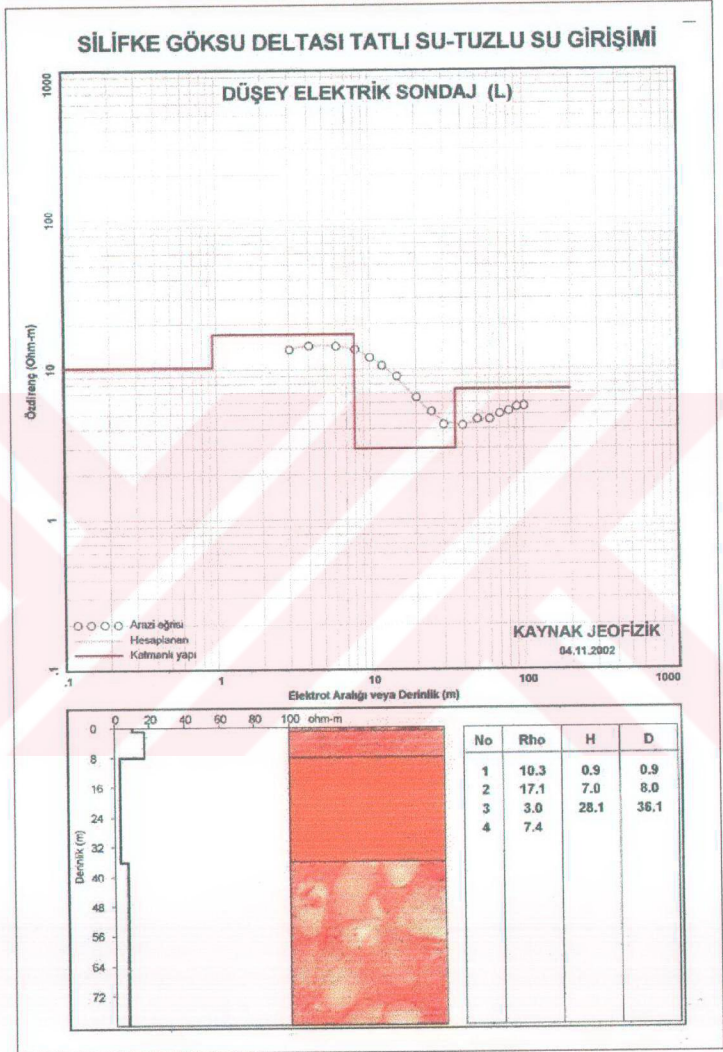 SİLİFKE GÖKSU DELTASI TATLI SU-TUZLU SU GİRİŞİMİ
DÜŞEY ELEKTRİK SONDAJ (L)
1000
100
10
1
.1
Özdirenç (Ohm-m)
Arazi eğrisi
Hesaplanan
Katmanlı yapı
KAYNAK JEOFİZİK
04.11.2002
.1 1 10 100 1000
Elektrot Aralığı veya Derinlik (m)
0 20 40 60 80 100 ohm-m
0
8
16
24
32
40
48
56
64
72
Derinlik (m)
No Rho H D
1 10.3 0.9 0.9
2 17.1 7.0 8.0
3 3.0 28.1 36.1
4 7.4